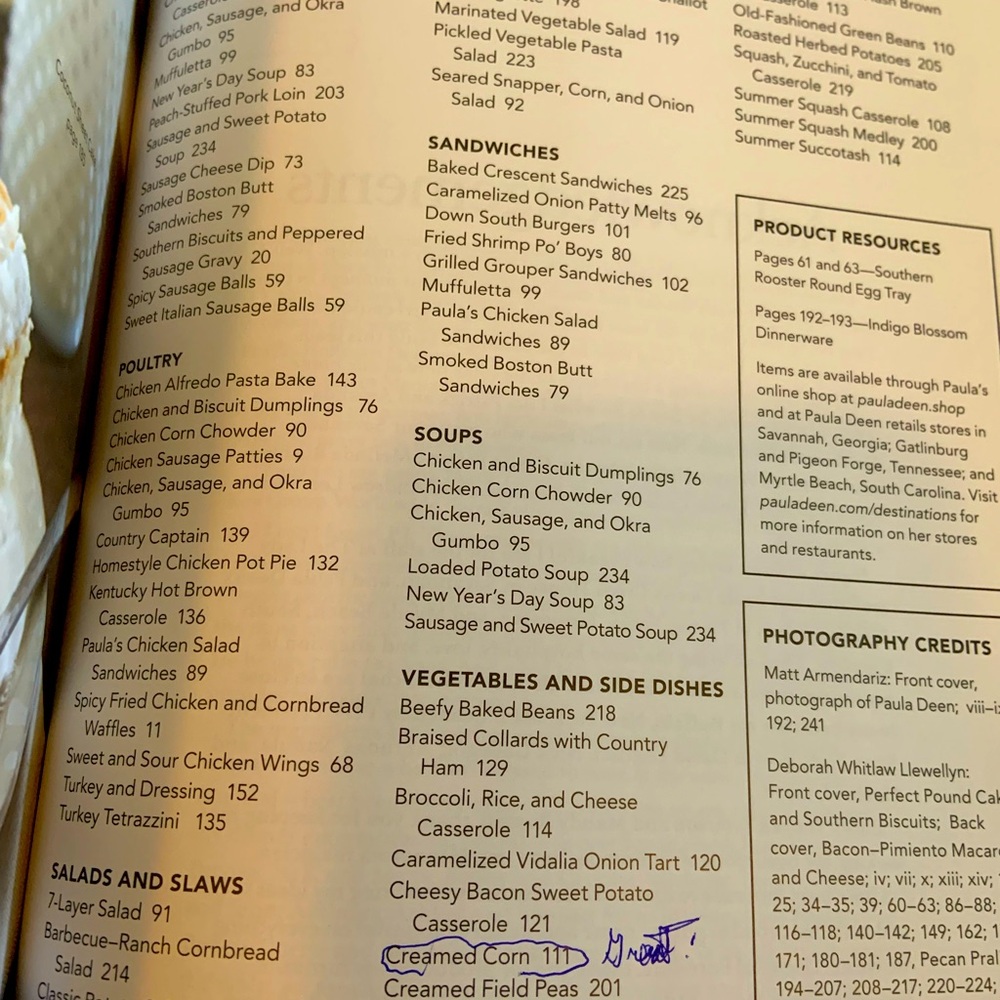 Chicken, Sausage, and Okra
Gumbo 95
Muffuletta 99
New Year's Day Soup 83
Peach-Stuffed Pork Loin 203
Sausage and Sweet Potato
Soup 234
Sausage Cheese Dip 73
Smoked Boston Butt
Sandwiches 79
Southern Biscuits and Peppered
Sausage Gravy 20
Spicy Sausage Balls 59
Sweet Italian Sausage Balls 59
POULTRY
Chicken Alfredo Pasta Bake 143
Chicken and Biscuit Dumplings 76
Chicken Corn Chowder 90
Chicken Sausage Patties 9
Chicken, Sausage, and Okra
Gumbo 95
Country Captain 139
Homestyle Chicken Pot Pie 132
Kentucky Hot Brown
Casserole 136
Paula's Chicken Salad
Sandwiches 89
Spicy Fried Chicken and Cornbread
Waffles 11
Sweet and Sour Chicken Wings 68
Turkey and Dressing 152
Turkey Tetrazzini 135
SALADS AND SLAWS
7-Layer Salad 91
Barbecue–Ranch Cornbread
Salad 214
Classic
198
Marinated Vegetable Salad 119
Pickled Vegetable Pasta
Salad 223
Seared Snapper, Corn, and Onion
Salad 92
SANDWICHES
Baked Crescent Sandwiches 225
Caramelized Onion Patty Melts 96
Down South Burgers 101
Fried Shrimp Po' Boys 80
Grilled Grouper Sandwiches 102
Muffuletta 99
Paula's Chicken Salad
Sandwiches 89
Smoked Boston Butt
Sandwiches 79
SOUPS
Chicken and Biscuit Dumplings 76
Chicken Corn Chowder 90
Chicken, Sausage, and Okra
Gumbo 95
Loaded Potato Soup 234
New Year's Day Soup 83
Sausage and Sweet Potato Soup 234
VEGETABLES AND SIDE DISHES
Beefy Baked Beans 218
Braised Collards with Country
Ham 129
Broccoli, Rice, and Cheese
Casserole 114
Caramelized Vidalia Onion Tart 120
Cheesy Bacon Sweet Potato
Casserole 121
Creamed Corn 111 Great!
Creamed Field Peas 201
Brown
113
Old-Fashioned Green Beans 110
Roasted Herbed Potatoes 205
Squash, Zucchini, and Tomato
Casserole 219
Summer Squash Casserole 108
Summer Squash Medley 200
Summer Succotash 114
PRODUCT RESOURCES
Pages 61 and 63—Southern
Rooster Round Egg Tray
Pages 192–193—Indigo Blossom
Dinnerware
Items are available through Paula's
online shop at pauladeen.shop
and at Paula Deen retails stores in
Savannah, Georgia; Gatlinburg
and Pigeon Forge, Tennessee; and
Myrtle Beach, South Carolina. Visit
pauladeen.com/destinations for
more information on her stores
and restaurants.
PHOTOGRAPHY CREDITS
Matt Armendariz: Front cover,
photograph of Paula Deen; viii–ix
192; 241
Deborah Whitlaw Llewellyn:
Front cover, Perfect Pound
and Southern Biscuits; Back
cover, Bacon–Pimiento
and Cheese; iv; vii; x; xiii; xiv;
25; 34–35; 39; 60–63; 86–88;
116–118; 140–142; 149; 162;
171; 180–181; 187, Pecan
194–207; 208–217; 220–224;